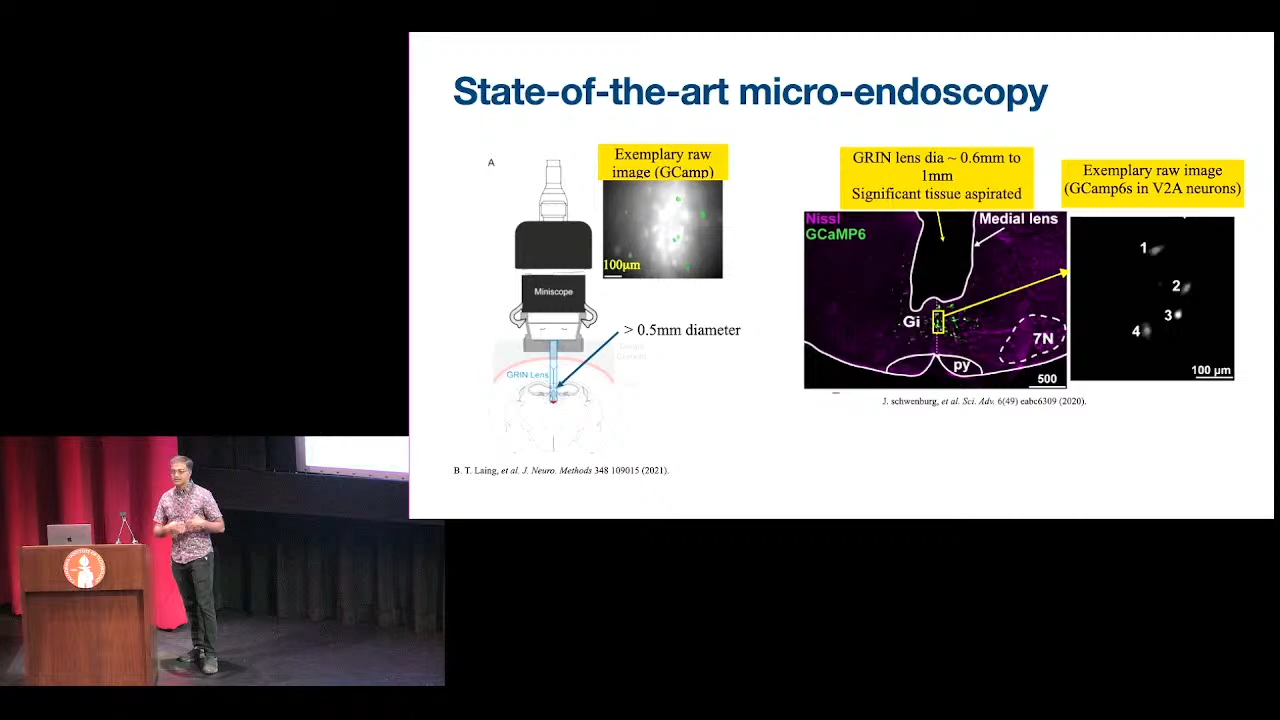 State-of-the-art micro-endoscopy
A
Exemplary raw
image (GCamp)
100μm
Miniscope
> 0.5mm diameter
Cement
GRIN Lens
B. T. Laing, et al. J. Neuro. Methods 348 109015 (2021).
GRIN lens dia ~ 0.6mm to
1mm
Significant tissue aspirated
Nissl
GCaMP6
Medial lens
Gi
7N
py
500
Exemplary raw image
(GCamp6s in V2A neurons)
1
2
3
4
100 μm
J. schwenburg, et al. Sci. Adv. 6(49) eabc6309 (2020).